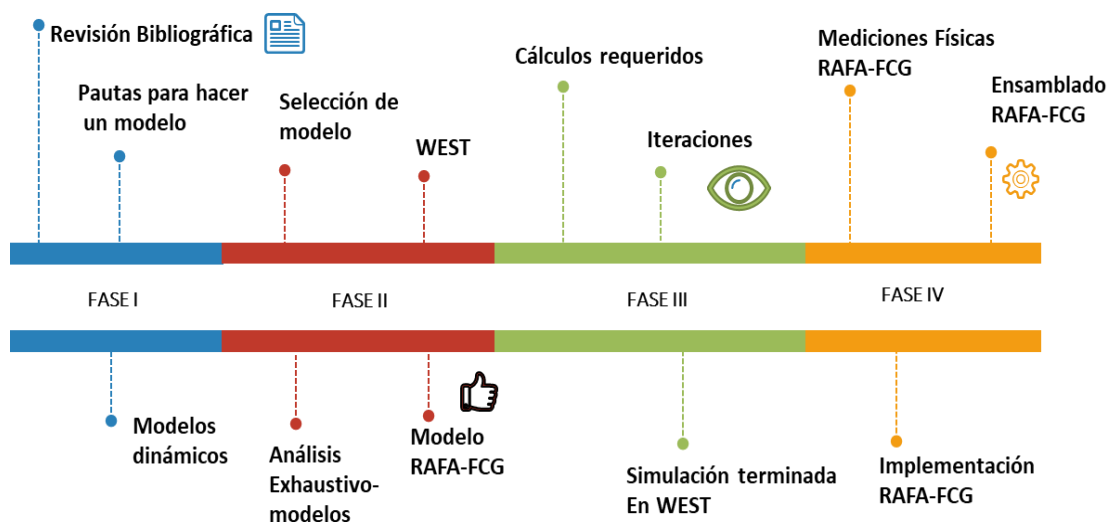 Revisión Bibliográfica
Pautas para hacer
un modelo
Selección de
modelo
WEST
Cálculos requeridos
Iteraciones
Mediciones Físicas
RAFA-FCG
Ensamblado
RAFA-FCG
FASE I
FASE II
FASE III
FASE IV
Modelos
dinámicos
Análisis
Exhaustivo-
modelos
Modelo
RAFA-FCG
Simulación terminada
En WEST
Implementación
RAFA-FCG